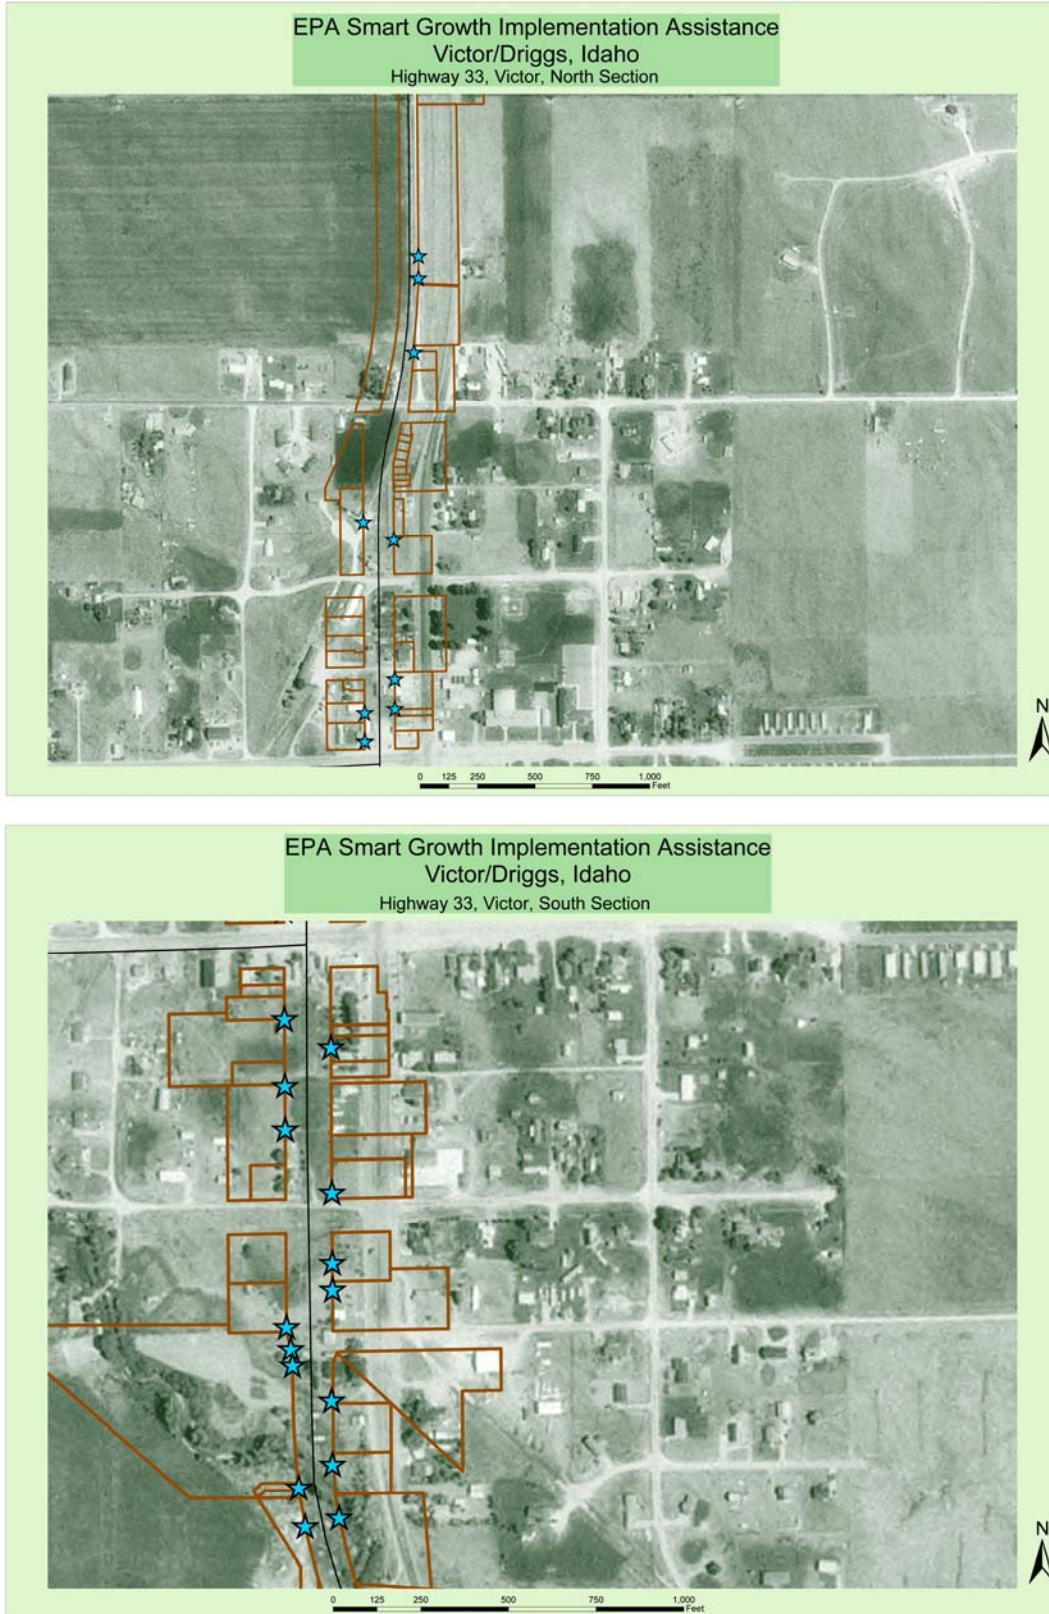 EPA Smart Growth Implementation Assistance
Victor/Driggs, Idaho
Highway 33, Victor, North Section
N
0 125 250 500 750 1,000
Feet
EPA Smart Growth Implementation Assistance
Victor/Driggs, Idaho
Highway 33, Victor, South Section
N
0 125 250 500 750 1,000
Feet